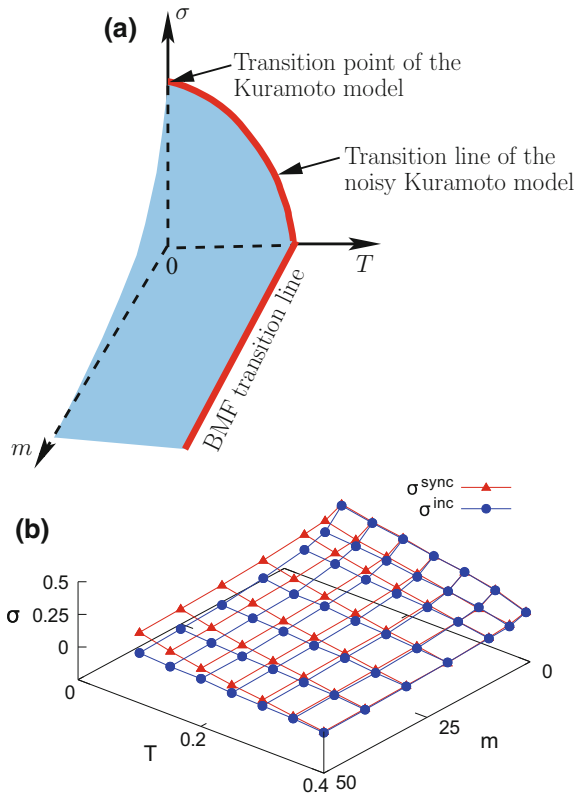 (a)
σ
Transition point of the
Kuramoto model
Transition line of the
noisy Kuramoto model
0
T
BMF transition line
m
(b)
σ^sync
σ^inc
0.5
0.25
0
σ
0
0.2
0.4
T
0
25
50
m